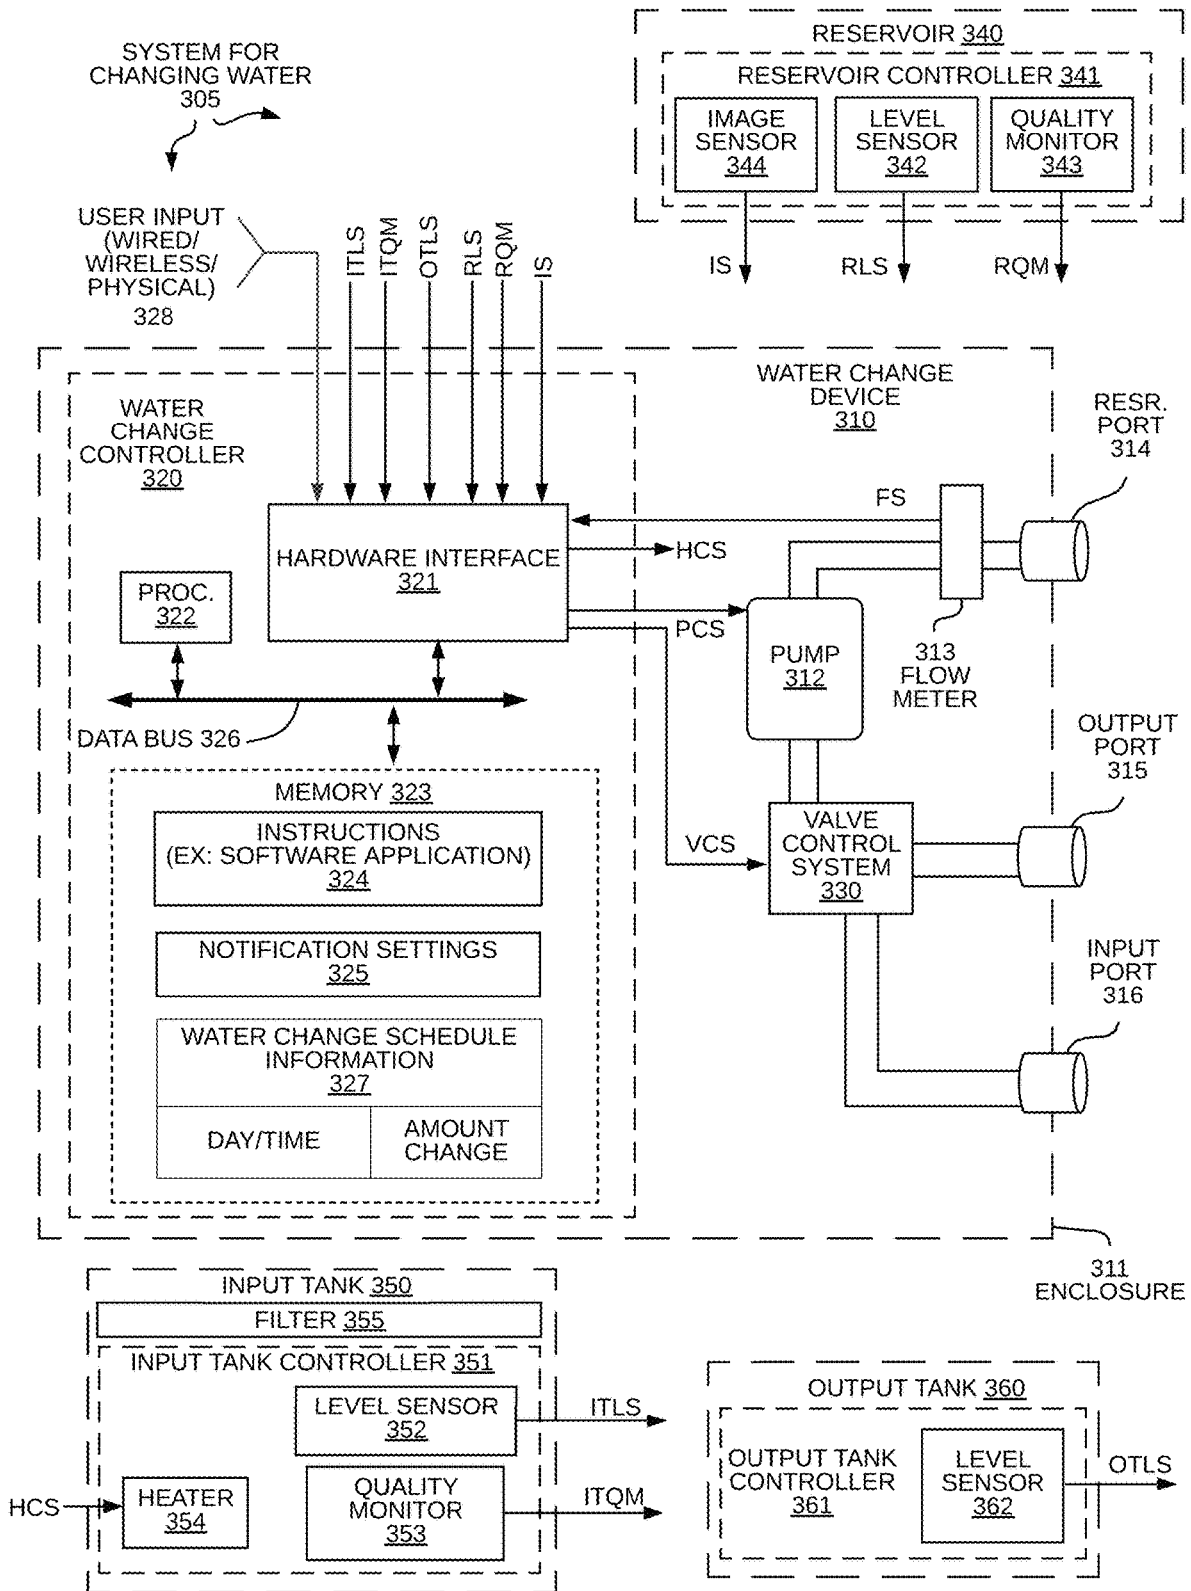 SYSTEM FOR
CHANGING WATER
305
RESERVOIR 340
RESERVOIR CONTROLLER 341
IMAGE
SENSOR
344
LEVEL
SENSOR
342
QUALITY
MONITOR
343
IS
RLS
RQM
USER INPUT
(WIRED/
WIRELESS/
PHYSICAL)
328
ITLS
ITQM
OTLS
RLS
RQM
IS
WATER CHANGE
DEVICE
310
WATER
CHANGE
CONTROLLER
320
RESR.
PORT
314
FS
HARDWARE INTERFACE
321
HCS
PROC.
322
PCS
PUMP
312
313
FLOW
METER
DATA BUS 326
OUTPUT
PORT
315
MEMORY 323
INSTRUCTIONS
(EX: SOFTWARE APPLICATION)
324
VCS
VALVE
CONTROL
SYSTEM
330
NOTIFICATION SETTINGS
325
INPUT
PORT
316
WATER CHANGE SCHEDULE
INFORMATION
327
DAY/TIME
AMOUNT
CHANGE
311
ENCLOSURE
INPUT TANK 350
FILTER 355
INPUT TANK CONTROLLER 351
LEVEL SENSOR
352
ITLS
QUALITY
MONITOR
353
ITQM
HCS
HEATER
354
OUTPUT TANK 360
OUTPUT TANK
CONTROLLER
361
LEVEL
SENSOR
362
OTLS